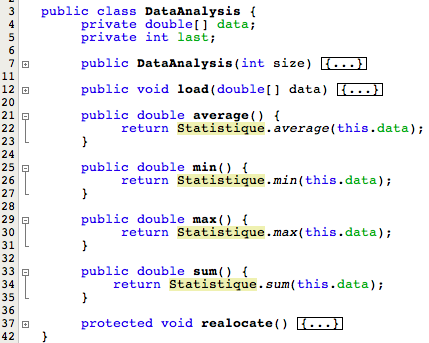 2
3 public class DataAnalysis {
4 private double[] data;
5 private int last;
6
7 public DataAnalysis(int size) {...}
11
12 public void load(double[] data) {...}
20
21 public double average() {
22 return Statistique.average(this.data);
23 }
24
25 public double min() {
26 return Statistique.min(this.data);
27 }
28
29 public double max() {
30 return Statistique.max(this.data);
31 }
32
33 public double sum() {
34 return Statistique.sum(this.data);
35 }
36
37 protected void realocate() {...}
42 }